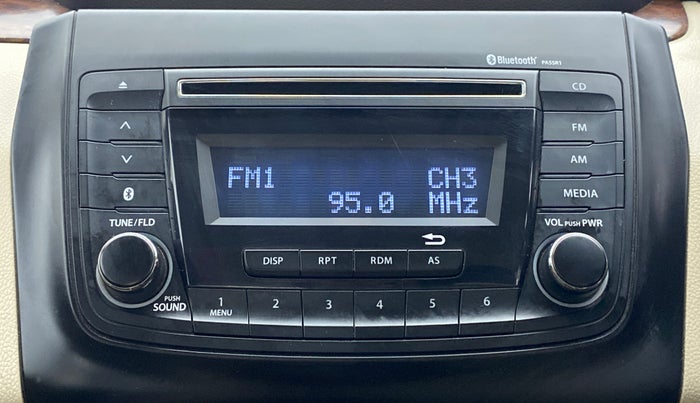 Bluetooth® PA5SR1
CD
FM
AM
MEDIA
FM1 CH3
95.0 MHz
TUNE/FLD
VOL PUSH PWR
DISP RPT RDM AS
PUSH
SOUND
1 2 3 4 5 6
MENU